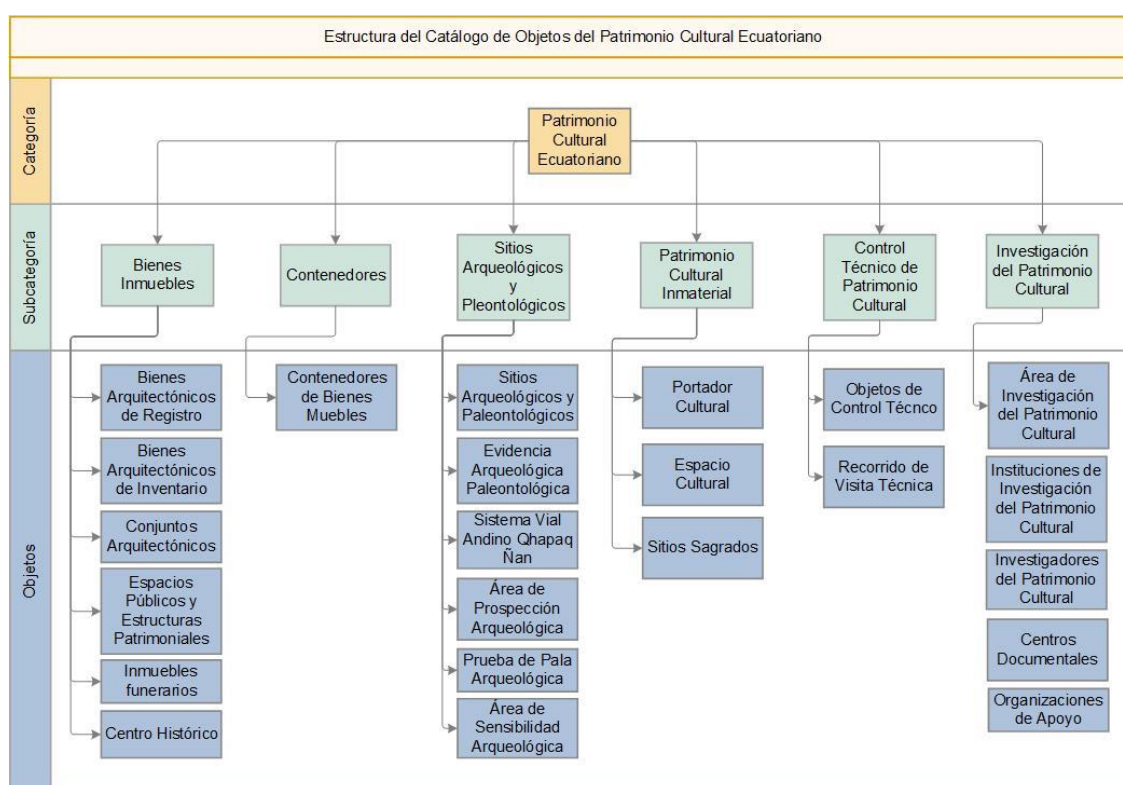 Estructura del Catálogo de Objetos del Patrimonio Cultural Ecuatoriano
Categoría
Patrimonio
Cultural
Ecuatoriano
Subcategoría
Bienes
Inmuebles
Contenedores
Sitios
Arqueológicos
y
Pleontológicos
Patrimonio
Cultural
Inmaterial
Control
Técnico de
Patrimonio
Cultural
Investigación
del Patrimonio
Cultural
Objetos
Bienes
Arquitectónicos
de Registro
Bienes
Arquitectónicos
de Inventario
Conjuntos
Arquitectónicos
Espacios
Públicos y
Estructuras
Patrimoniales
Inmuebles
funerarios
Centro Histórico
Contenedores
de Bienes
Muebles
Sitios
Arqueológicos y
Paleontológicos
Evidencia
Arqueológica
Paleontológica
Sistema Vial
Andino Qhapaq
Ñan
Área de
Prospección
Arqueológica
Prueba de Pala
Arqueológica
Área de
Sensibilidad
Arqueológica
Portador
Cultural
Espacio
Cultural
Sitios Sagrados
Objetos de
Control Técnco
Recorrido de
Visita Técnica
Área de
Investigación
del Patrimonio
Cultural
Instituciones de
Investigación
del Patrimonio
Cultural
Investigadores
del Patrimonio
Cultural
Centros
Documentales
Organizaciones
de Apoyo